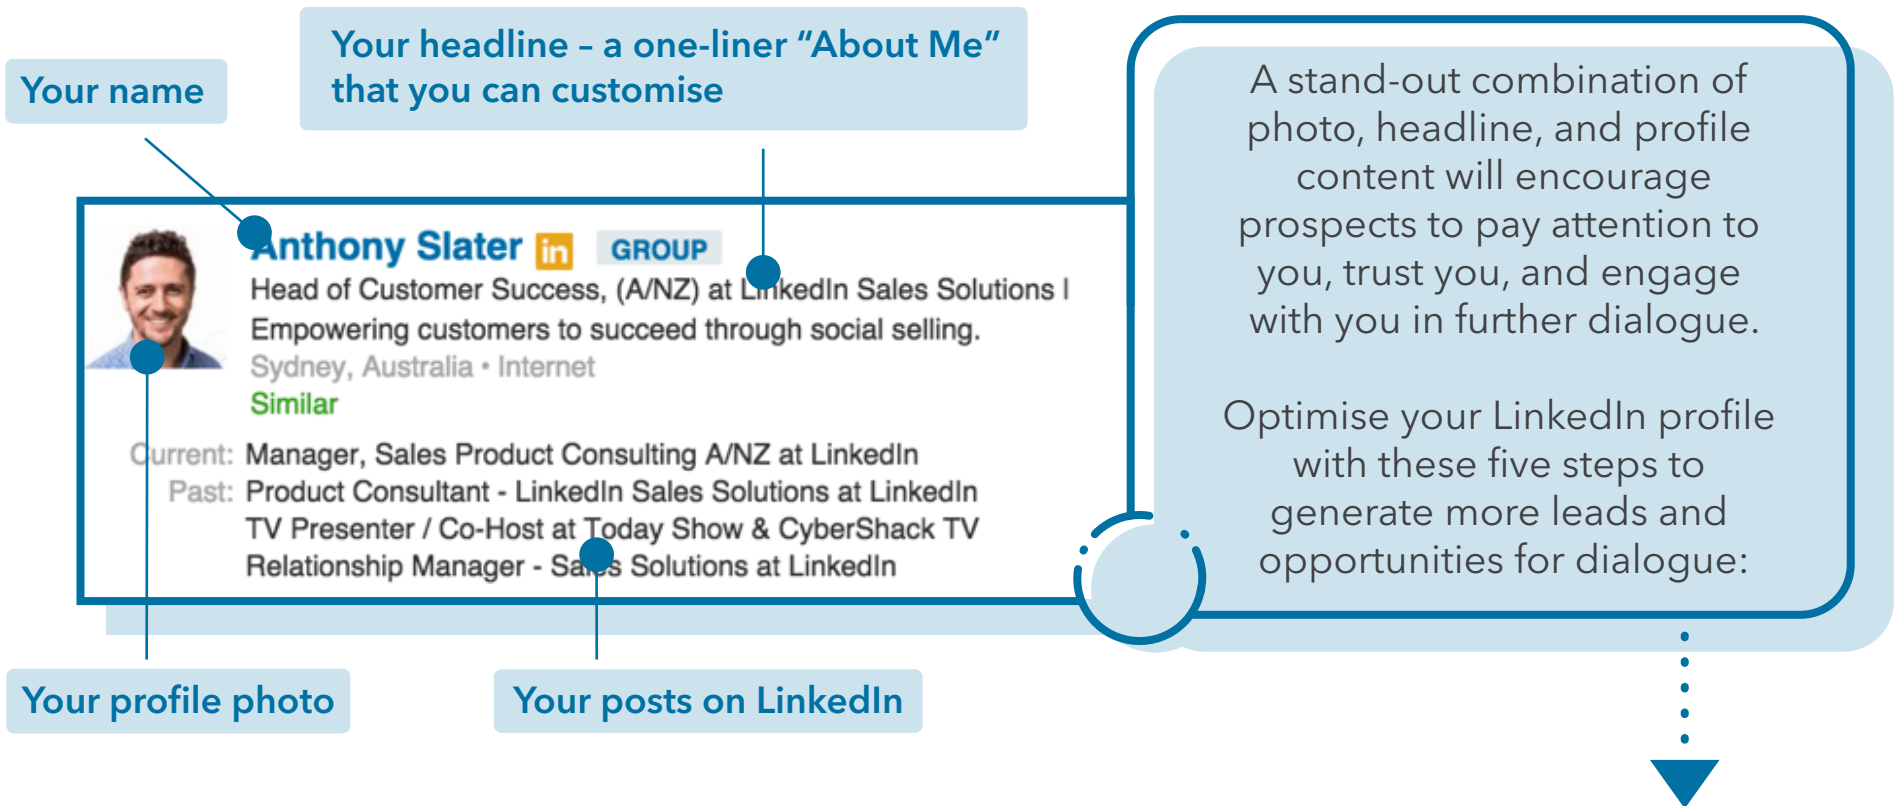 Your name
Your headline – a one-liner “About Me”
that you can customise
Anthony Slater in GROUP
Head of Customer Success, (A/NZ) at LinkedIn Sales Solutions |
Empowering customers to succeed through social selling.
Sydney, Australia • Internet
Similar
Current: Manager, Sales Product Consulting A/NZ at LinkedIn
Past: Product Consultant - LinkedIn Sales Solutions at LinkedIn
TV Presenter / Co-Host at Today Show & CyberShack TV
Relationship Manager - Sales Solutions at LinkedIn
Your profile photo
Your posts on LinkedIn
A stand-out combination of
photo, headline, and profile
content will encourage
prospects to pay attention to
you, trust you, and engage
with you in further dialogue.
Optimise your LinkedIn profile
with these five steps to
generate more leads and
opportunities for dialogue: